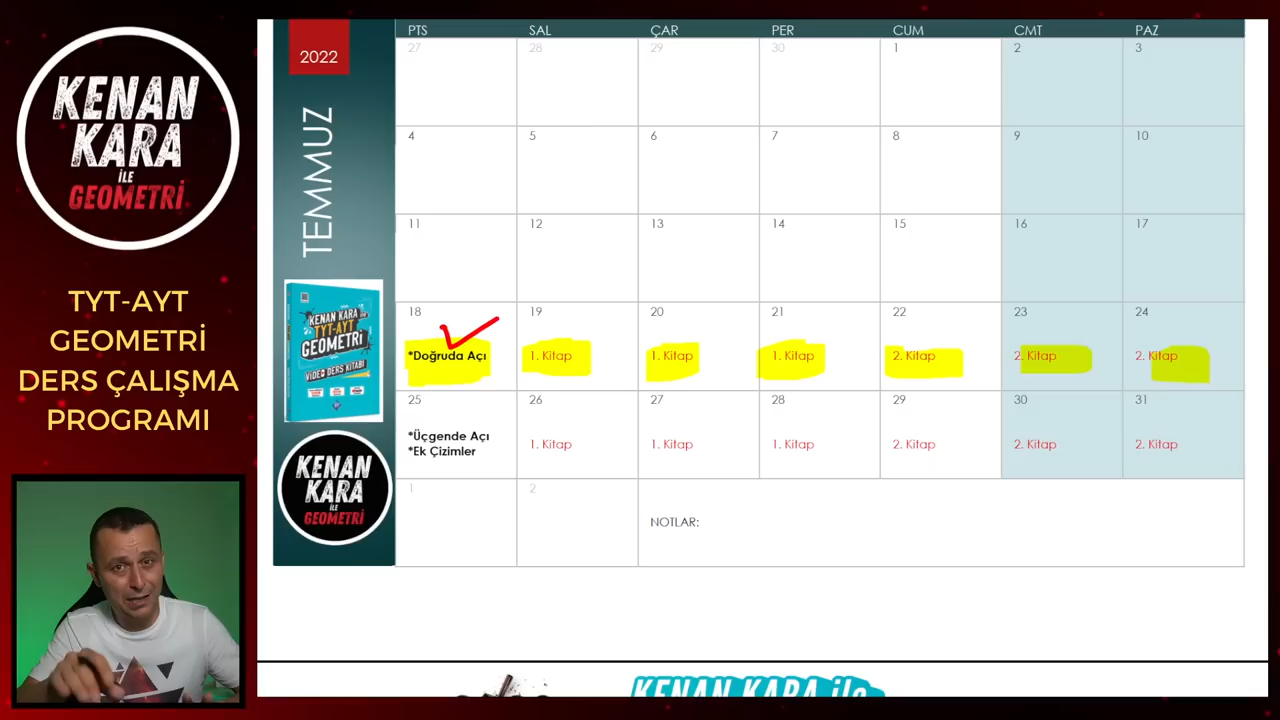 KENAN
KARA
İLE
GEOMETRİ
TYT-AYT
GEOMETRİ
DERS ÇALIŞMA
PROGRAMI
2022
TEMMUZ
KENAN KARA İLE
TYT-AYT
GEOMETRİ
VİDEO DERS KİTABI
KENAN
KARA
İLE
GEOMETRİ
PTS SAL ÇAR PER CUM CMT PAZ
27 28 29 30 1 2 3
4 5 6 7 8 9 10
11 12 13 14 15 16 17
18 19 20 21 22 23 24
*Doğruda Açı 1. Kitap 1. Kitap 1. Kitap 2. Kitap 2. Kitap 2. Kitap
25 26 27 28 29 30 31
*Üçgende Açı 1. Kitap 1. Kitap 1. Kitap 2. Kitap 2. Kitap 2. Kitap
*Ek Çizimler
1 2
NOTLAR:
KENAN KARA ile